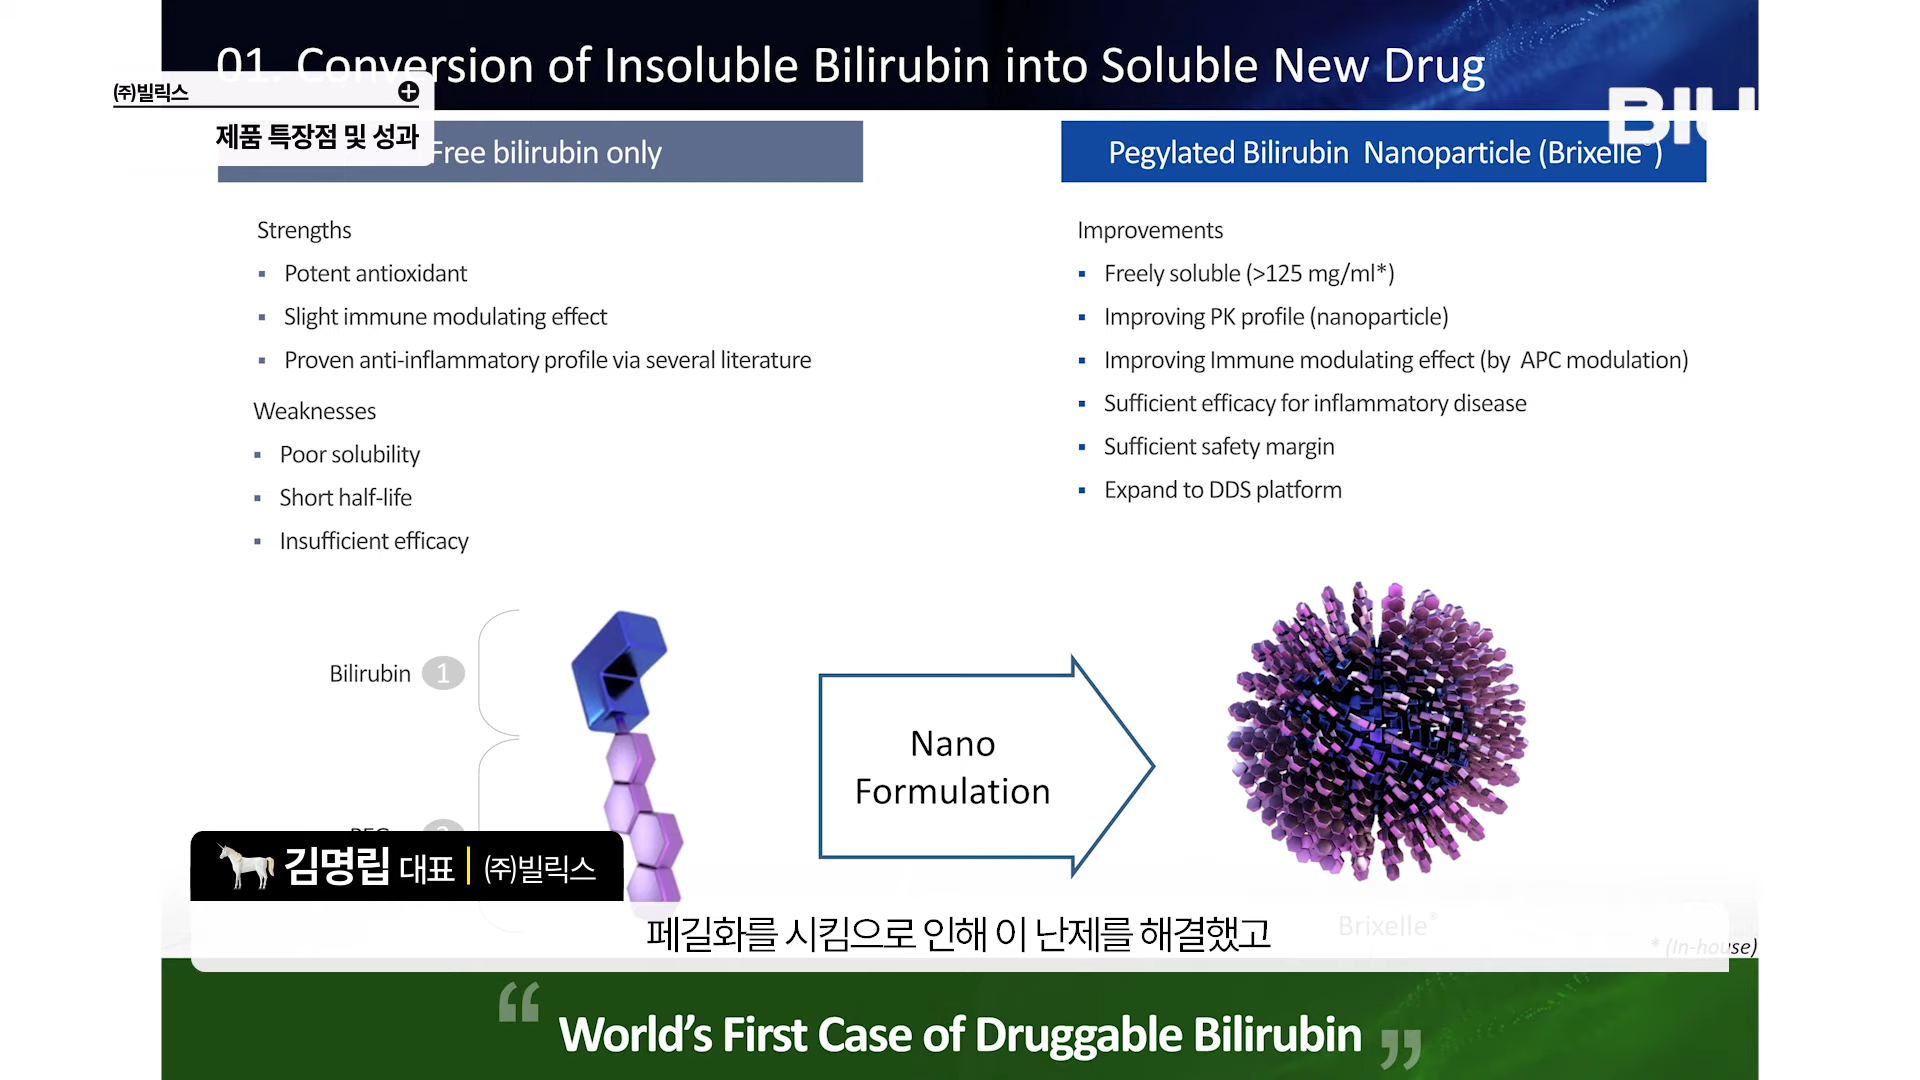 01. Conversion of Insoluble Bilirubin into Soluble New Drug
㈜빌릭스
제품 특장점 및 성과
Free bilirubin only
Strengths
▪ Potent antioxidant
▪ Slight immune modulating effect
▪ Proven anti-inflammatory profile via several literature
Weaknesses
▪ Poor solubility
▪ Short half-life
▪ Insufficient efficacy
Pegylated Bilirubin Nanoparticle (Brixelle®)
Improvements
▪ Freely soluble (>125 mg/ml*)
▪ Improving PK profile (nanoparticle)
▪ Improving Immune modulating effect (by APC modulation)
▪ Sufficient efficacy for inflammatory disease
▪ Sufficient safety margin
▪ Expand to DDS platform
Bilirubin 1
Nano
Formulation
Brixelle®
* (In-house)
김명립 대표 | ㈜빌릭스
페길화를 시킴으로 인해 이 난제를 해결했고
“World’s First Case of Druggable Bilirubin”